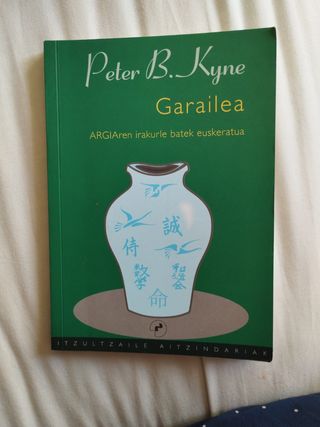 Peter B. Kyne
Garailea
ARGIAren irakurle batek euskeratua
誠
侍
命
ITZULTZAILE AITZINDARIAK